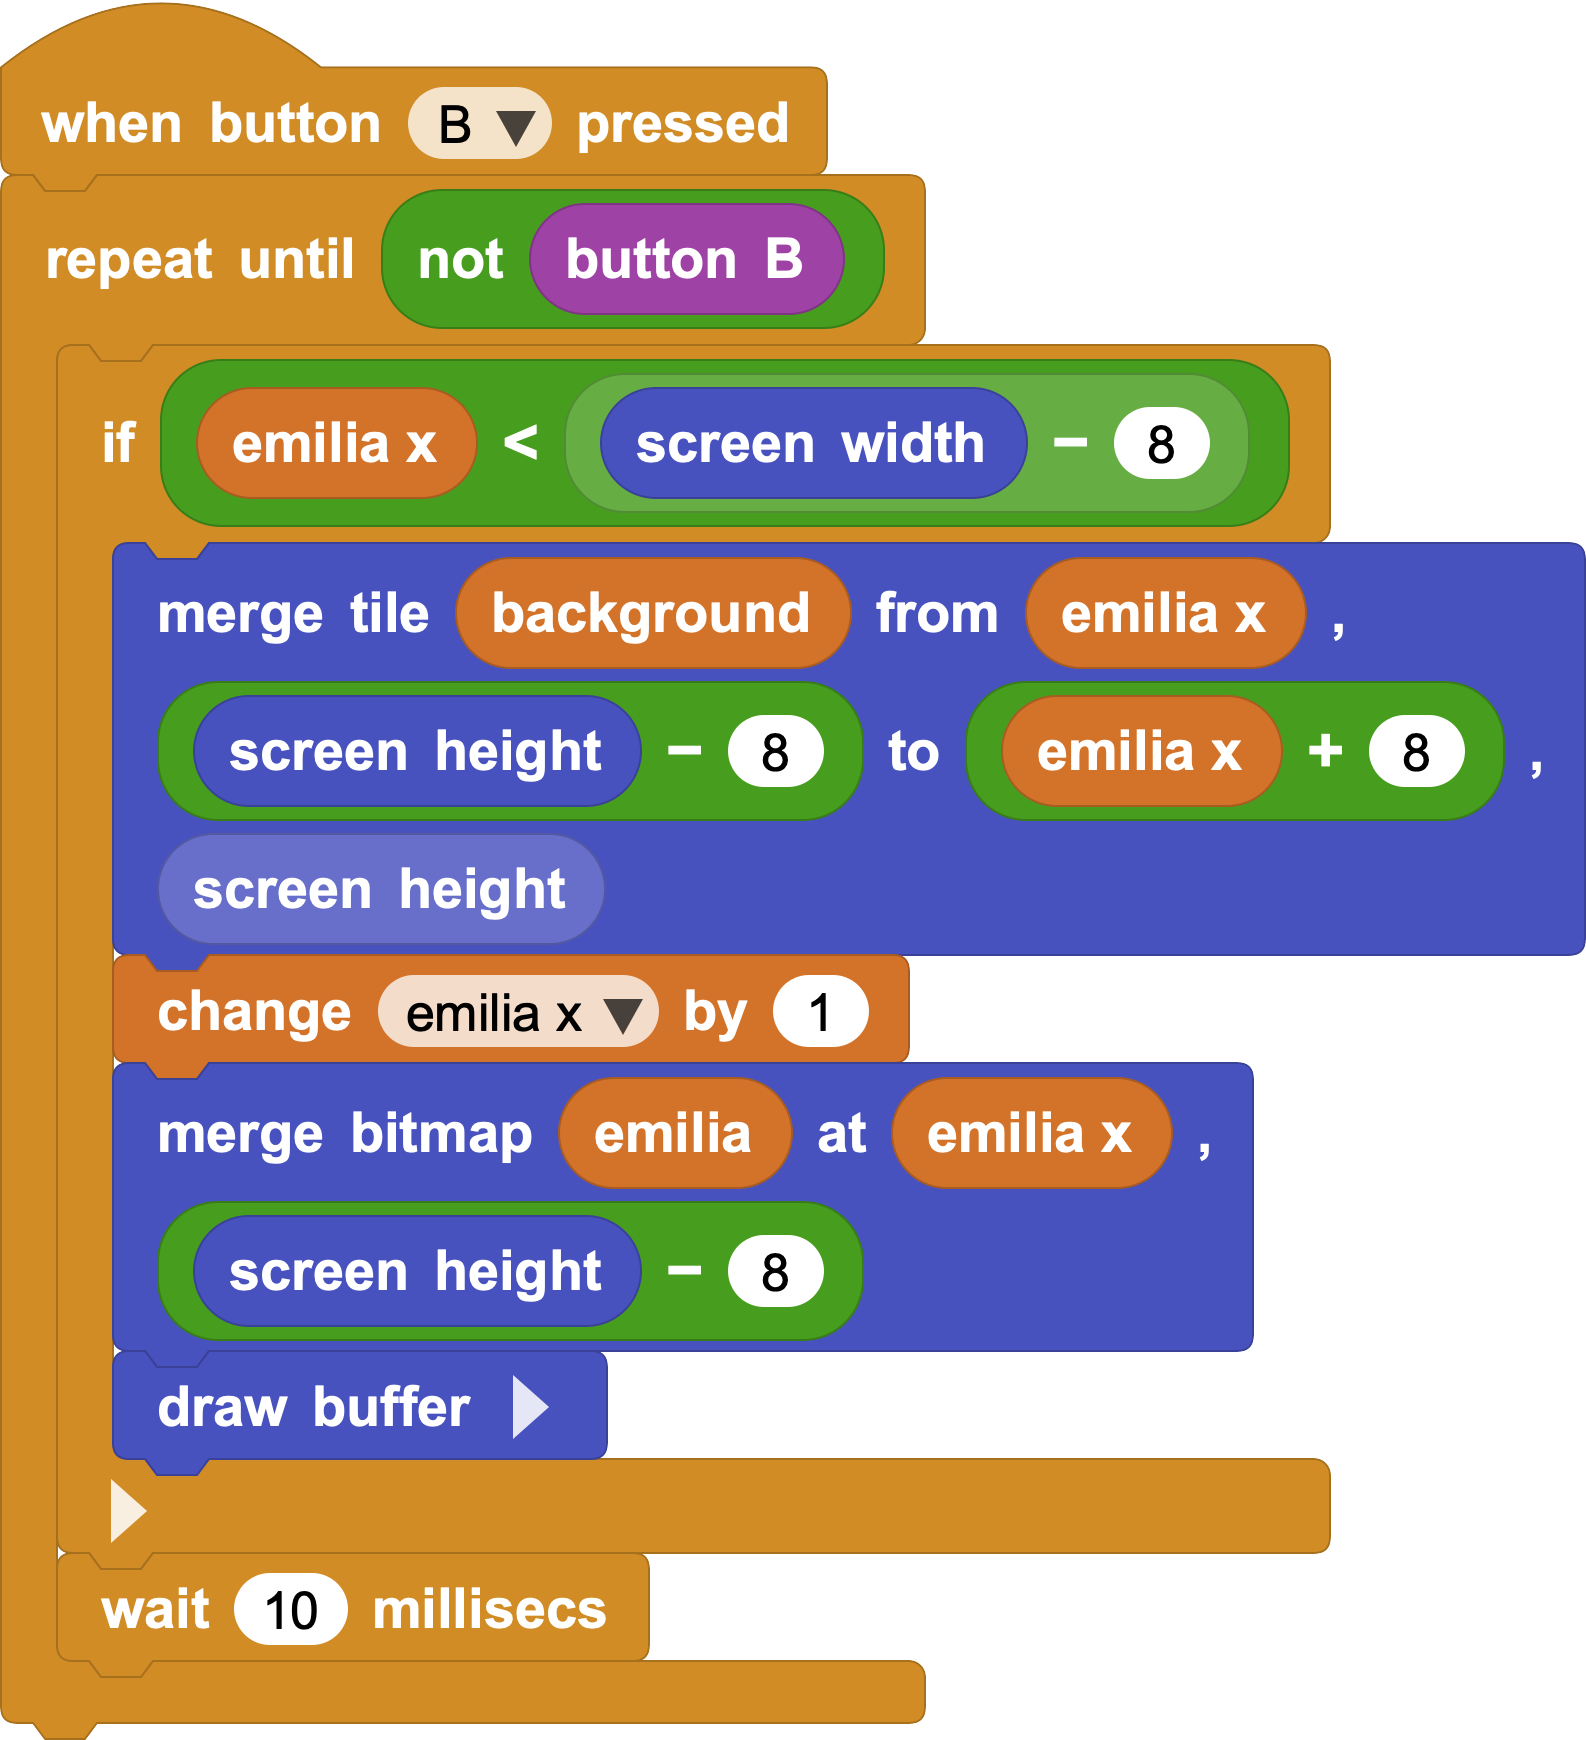 when button B pressed
repeat until not button B
if emilia x < screen width − 8
merge tile background from emilia x ,
screen height − 8 to emilia x + 8 ,
screen height
change emilia x by 1
merge bitmap emilia at emilia x ,
screen height − 8
draw buffer
wait 10 millisecs